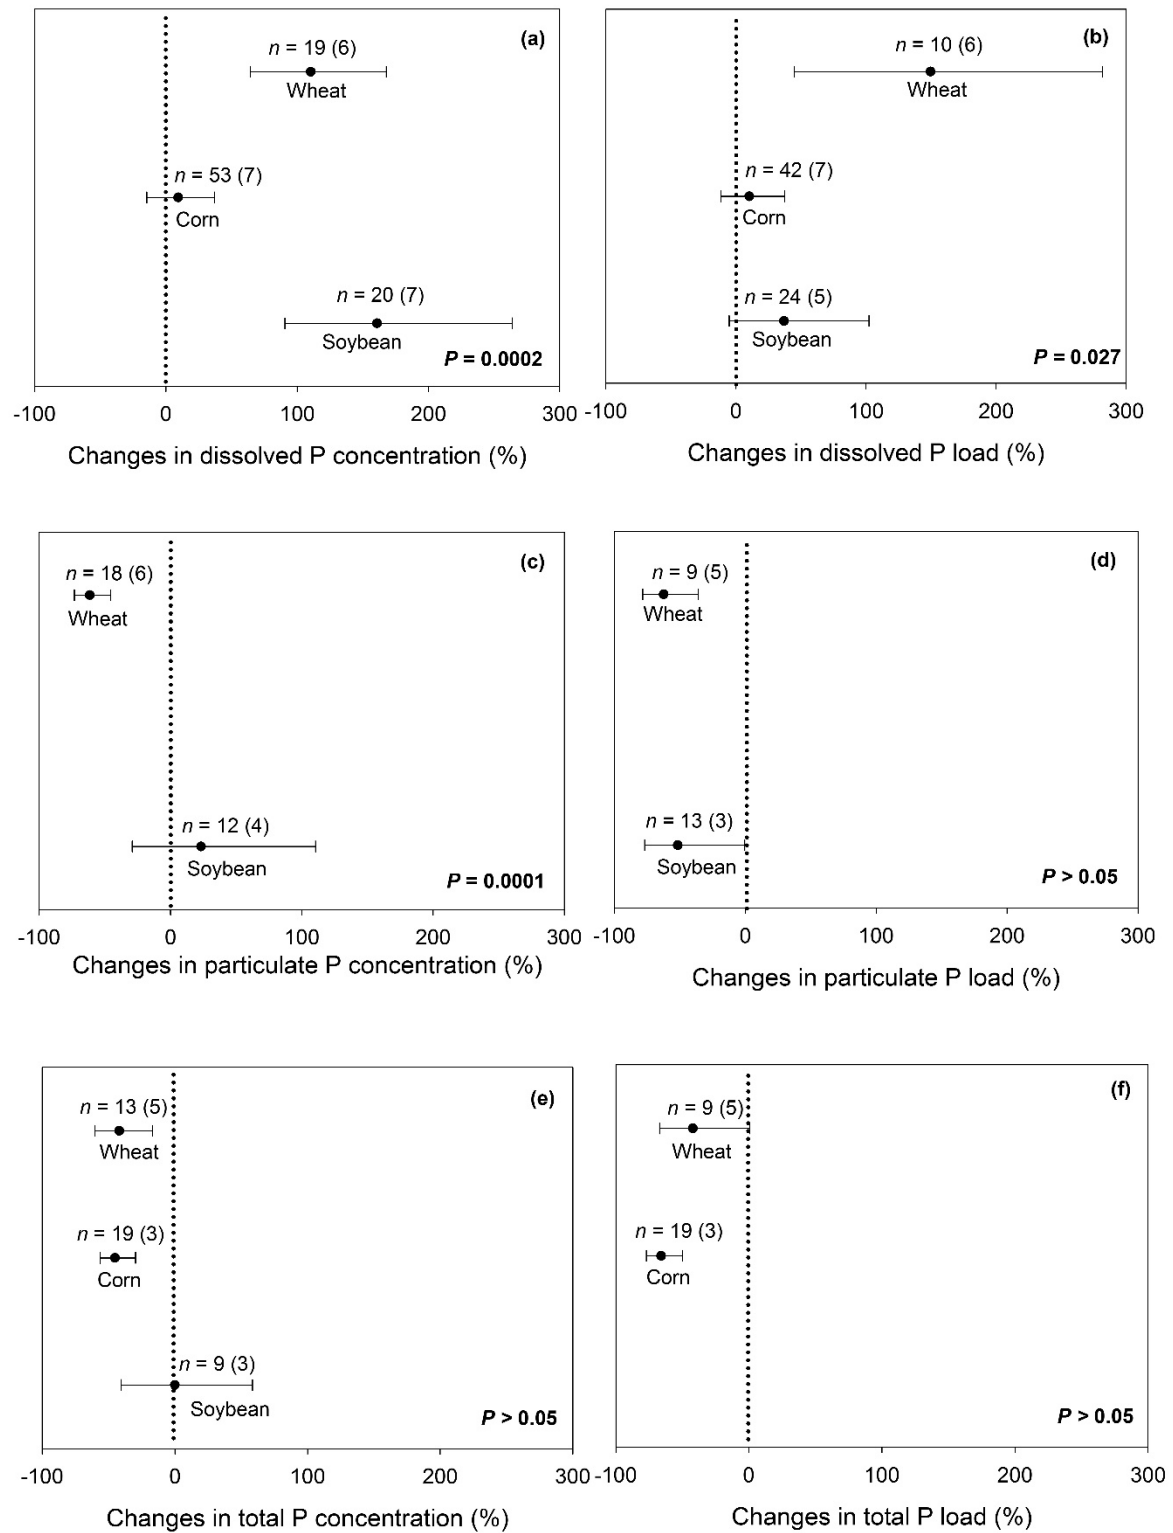 (a)
n = 19 (6)
Wheat
n = 53 (7)
Corn
n = 20 (7)
Soybean
P = 0.0002
-100 0 100 200 300
Changes in dissolved P concentration (%)
(b)
n = 10 (6)
Wheat
n = 42 (7)
Corn
n = 24 (5)
Soybean
P = 0.027
-100 0 100 200 300
Changes in dissolved P load (%)
(c)
n = 18 (6)
Wheat
n = 12 (4)
Soybean
P = 0.0001
-100 0 100 200 300
Changes in particulate P concentration (%)
(d)
n = 9 (5)
Wheat
n = 13 (3)
Soybean
P > 0.05
-100 0 100 200 300
Changes in particulate P load (%)
(e)
n = 13 (5)
Wheat
n = 19 (3)
Corn
n = 9 (3)
Soybean
P > 0.05
-100 0 100 200 300
Changes in total P concentration (%)
(f)
n = 9 (5)
Wheat
n = 19 (3)
Corn
P > 0.05
-100 0 100 200 300
Changes in total P load (%)